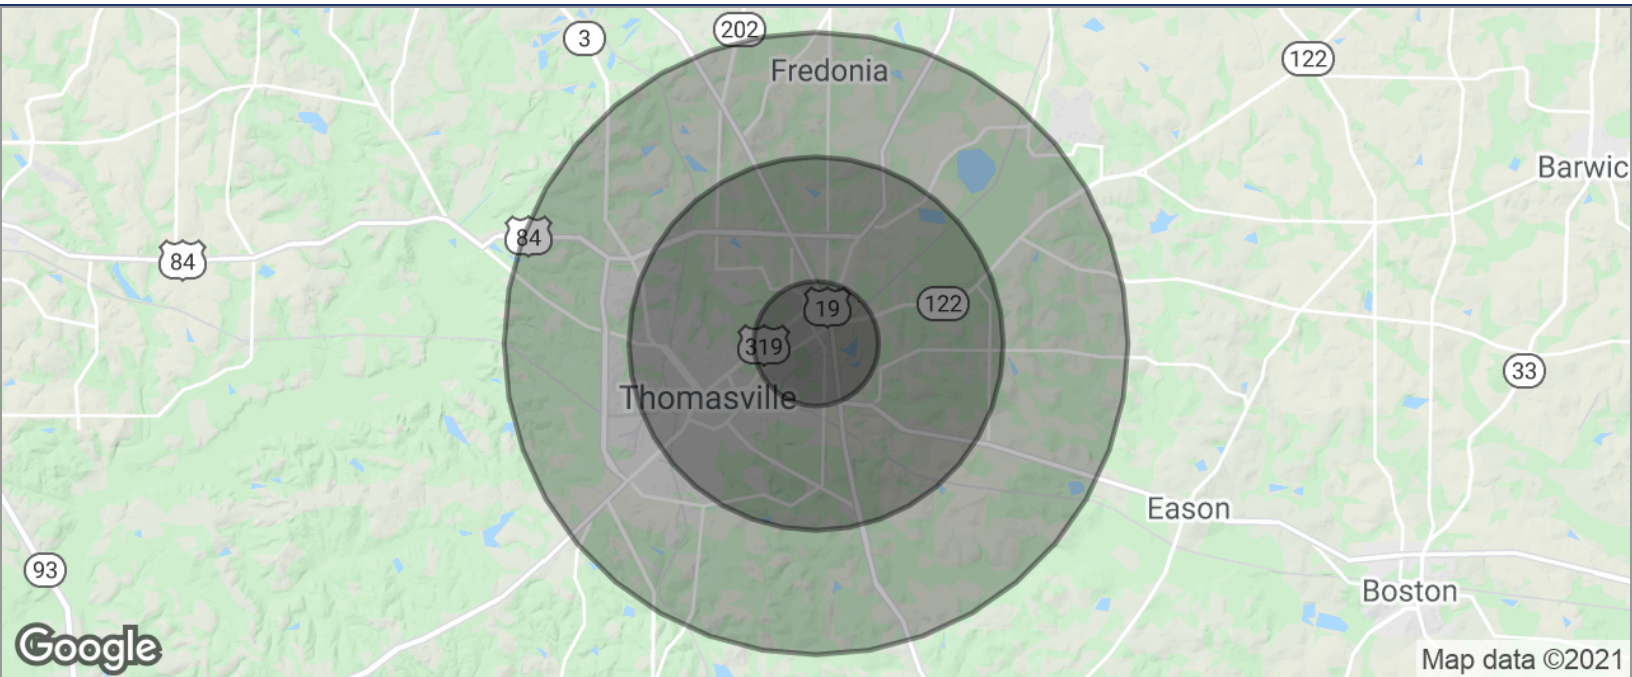 202
3
122
Fredonia
Barwic
84
84
19
122
319
33
Thomasville
Eason
93
Boston
Google
Map data ©2021